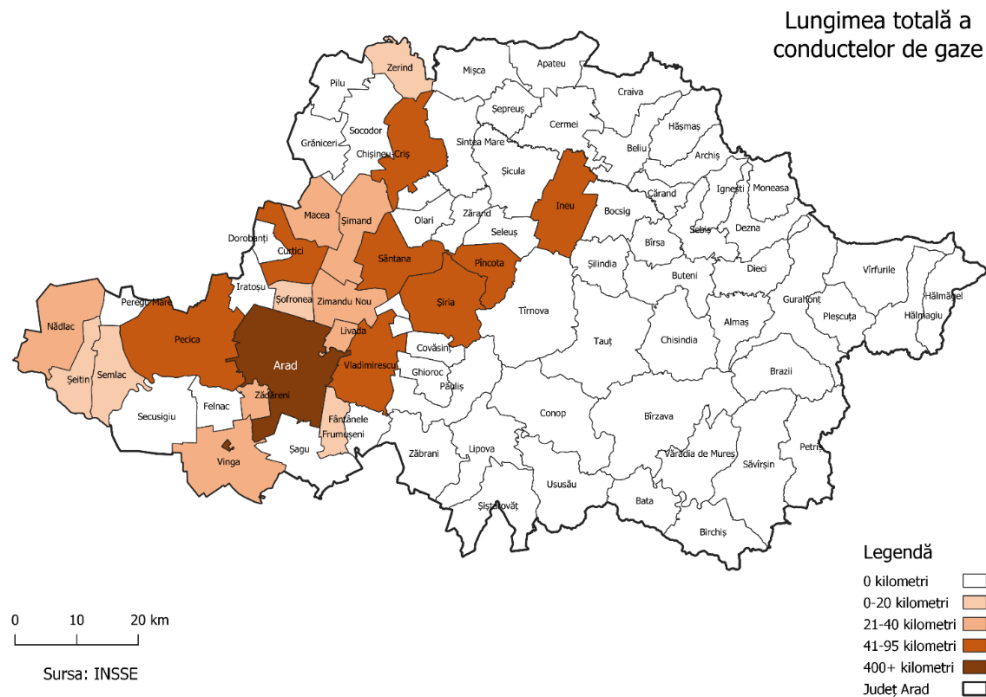 Lungimea totală a
conductelor de gaze
Zerind
Mișca
Apateu
Pilu
Craiva
Șepreuș
Cermei
Socodor
Hășmaș
Grăniceri
Sintea Mare
Chișineu-Criș
Beliu
Archiș
Șicula
Ignești
Moneasa
Cărand
Macea
Ineu
Bocsig
Șimand
Olari
Zărand
Seleuș
Sebiș
Dezna
Dorobanți
Bîrsa
Curtici
Sântana
Pîncota
Șilindia
Dieci
Vîrfurile
Buteni
Iratoșu
Hălmăgel
Șofronea
Zimandu Nou
Șiria
Gurahonț
Peregu Mare
Tîrnova
Pleșcuța
Hălmagiu
Almaș
Nădlac
Livada
Pecica
Tauț
Chisindia
Covăsinț
Arad
Vladimirescu
Ghioroc
Brazii
Șeitin
Semlac
Păuliș
Zădăreni
Felnac
Secusigiu
Conop
Bîrzava
Fântânele
Frumușeni
Petriș
Șagu
Zăbrani
Lipova
Vărădia de Mureș
Vinga
Săvîrșin
Ususău
Bata
Șiștarovăț
Birchiș
Legendă
0 kilometri
0-20 kilometri
21-40 kilometri
41-95 kilometri
400+ kilometri
Județ Arad
0 10 20 km
Sursa: INSSE